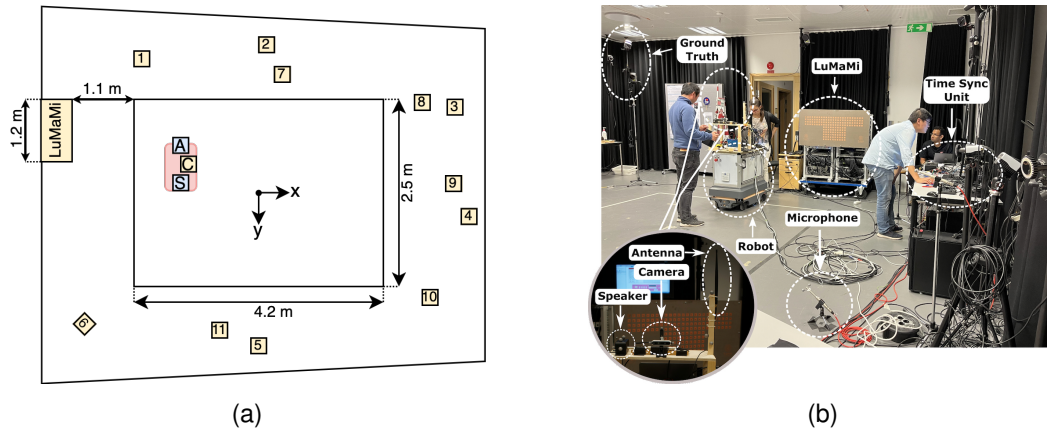 1
2
7
1.1 m
8
3
1.2 m
LuMaMi
A
C
S
x
y
2.5 m
9
4
4.2 m
10
6
11
5
(a)
Ground
Truth
LuMaMi
Time Sync
Unit
Microphone
Robot
Antenna
Camera
Speaker
(b)